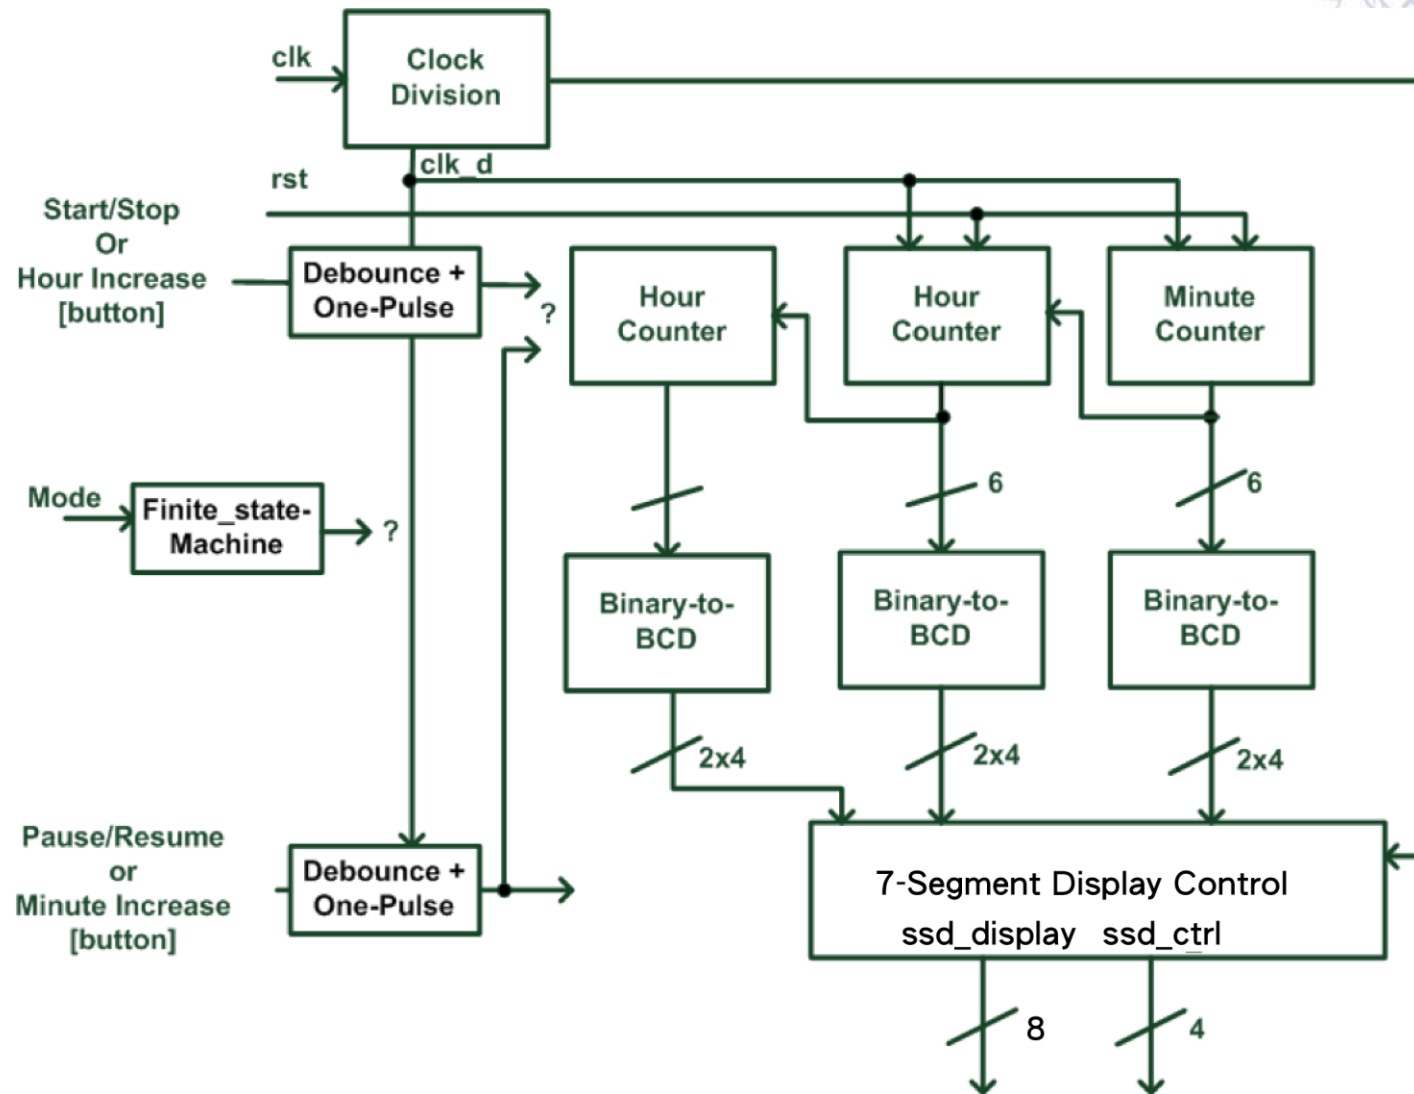 clk
Clock
Division
clk_d
rst
Start/Stop
Or
Hour Increase
[button]
Debounce +
One-Pulse
?
Hour
Counter
Hour
Counter
Minute
Counter
Mode
Finite_state-
Machine
?
6
6
Binary-to-
BCD
Binary-to-
BCD
Binary-to-
BCD
2x4
2x4
2x4
Pause/Resume
or
Minute Increase
[button]
Debounce +
One-Pulse
7-Segment Display Control
ssd_display ssd_ctrl
8
4